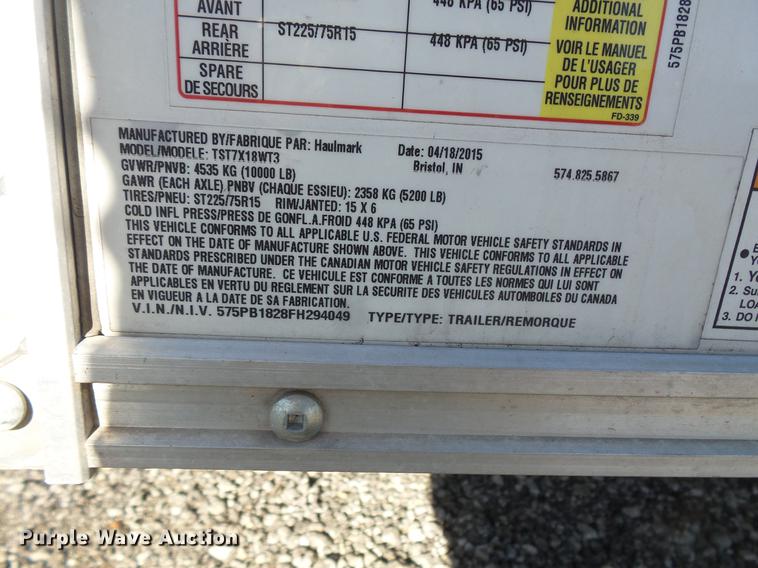 AVANT 448 KPA (65 PSI)
REAR
ARRIÈRE ST225/75R15 448 KPA (65 PSI)
SPARE
DE SECOURS
ADDITIONAL
INFORMATION
VOIR LE MANUEL
DE L'USAGER
POUR PLUS DE
RENSEIGNEMENTS
FD-339
575PB1828
MANUFACTURED BY/FABRIQUE PAR: Haulmark Date: 04/18/2015
MODEL/MODELE: TST7X18WT3 Bristol, IN 574.825.5867
GVWR/PNVB: 4535 KG (10000 LB)
GAWR (EACH AXLE) PNBV (CHAQUE ESSIEU): 2358 KG (5200 LB)
TIRES/PNEU: ST225/75R15 RIM/JANTED: 15 X 6
COLD INFL PRESS/PRESS DE GONFL.A.FROID 448 KPA (65 PSI)
THIS VEHICLE CONFORMS TO ALL APPLICABLE U.S. FEDERAL MOTOR VEHICLE SAFETY STANDARDS IN
EFFECT ON THE DATE OF MANUFACTURE SHOWN ABOVE. THIS VEHICLE CONFORMS TO ALL APPLICABLE
STANDARDS PRESCRIBED UNDER THE CANADIAN MOTOR VEHICLE SAFETY REGULATIONS IN EFFECT ON
THE DATE OF MANUFACTURE. CE VEHICULE EST CONFORME A TOUTES LES NORMES QUI LUI SONT
APPLICABLES EN VERTU DU REGLEMENT SUR LA SECURITE DES VEHICULES AUTOMBOILES DU CANADA
EN VIGUEUR A LA DATE DE SA FABRICATION.
V.I.N./N.I.V. 575PB1828FH294049 TYPE/TYPE: TRAILER/REMORQUE
1. Y
2. Su
LOA
3. DO
Purple Wave Auction